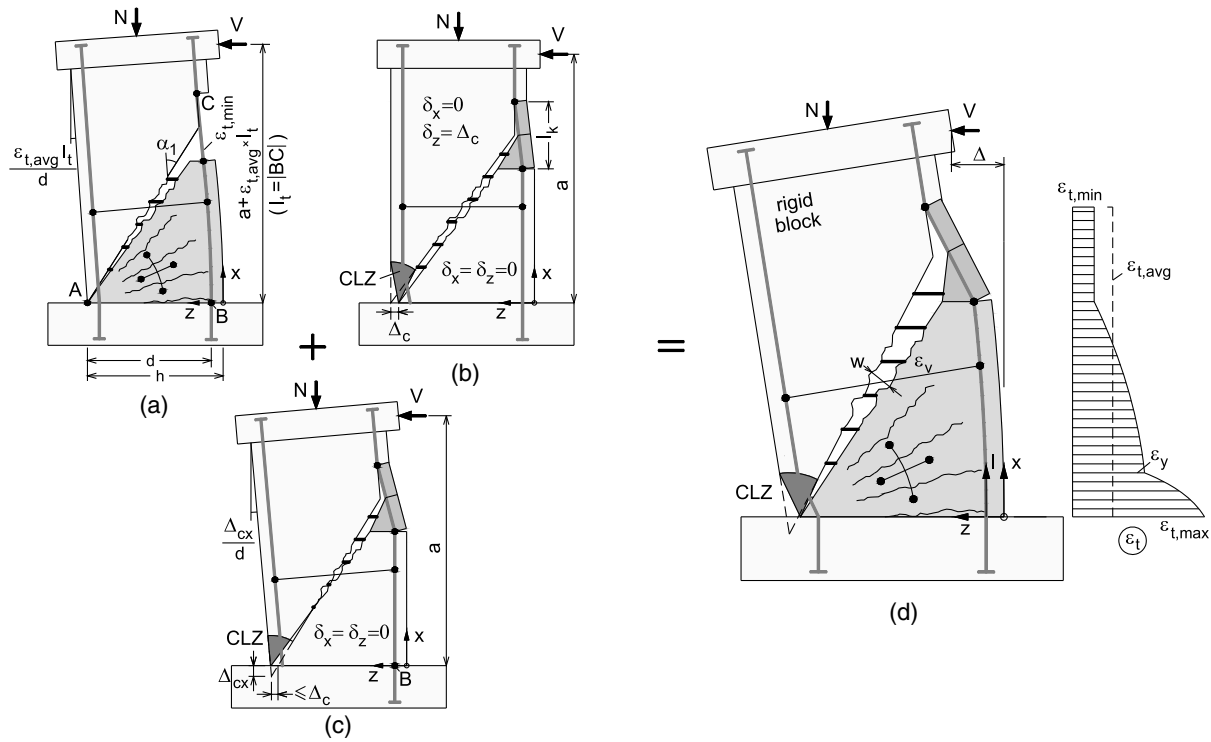 N
V
C
ε_t,min
α_1
ε_t,avg l_t
d
a + ε_t,avg × l_t
( l_t = |BC| )
A
x
z
B
d
h
(a)
+
N
V
δ_x = 0
δ_z = Δ_c
l_k
a
CLZ
δ_x = δ_z = 0
x
z
Δ_c
(b)
N
V
Δ_cx
d
a
CLZ
δ_x = δ_z = 0
x
z
B
Δ_cx
≤Δ_c
(c)
=
N
V
Δ
rigid
block
w
ε_v
CLZ
l
x
z
V
(d)
ε_t,min
ε_t,avg
ε_y
ε_t,max
ε_t